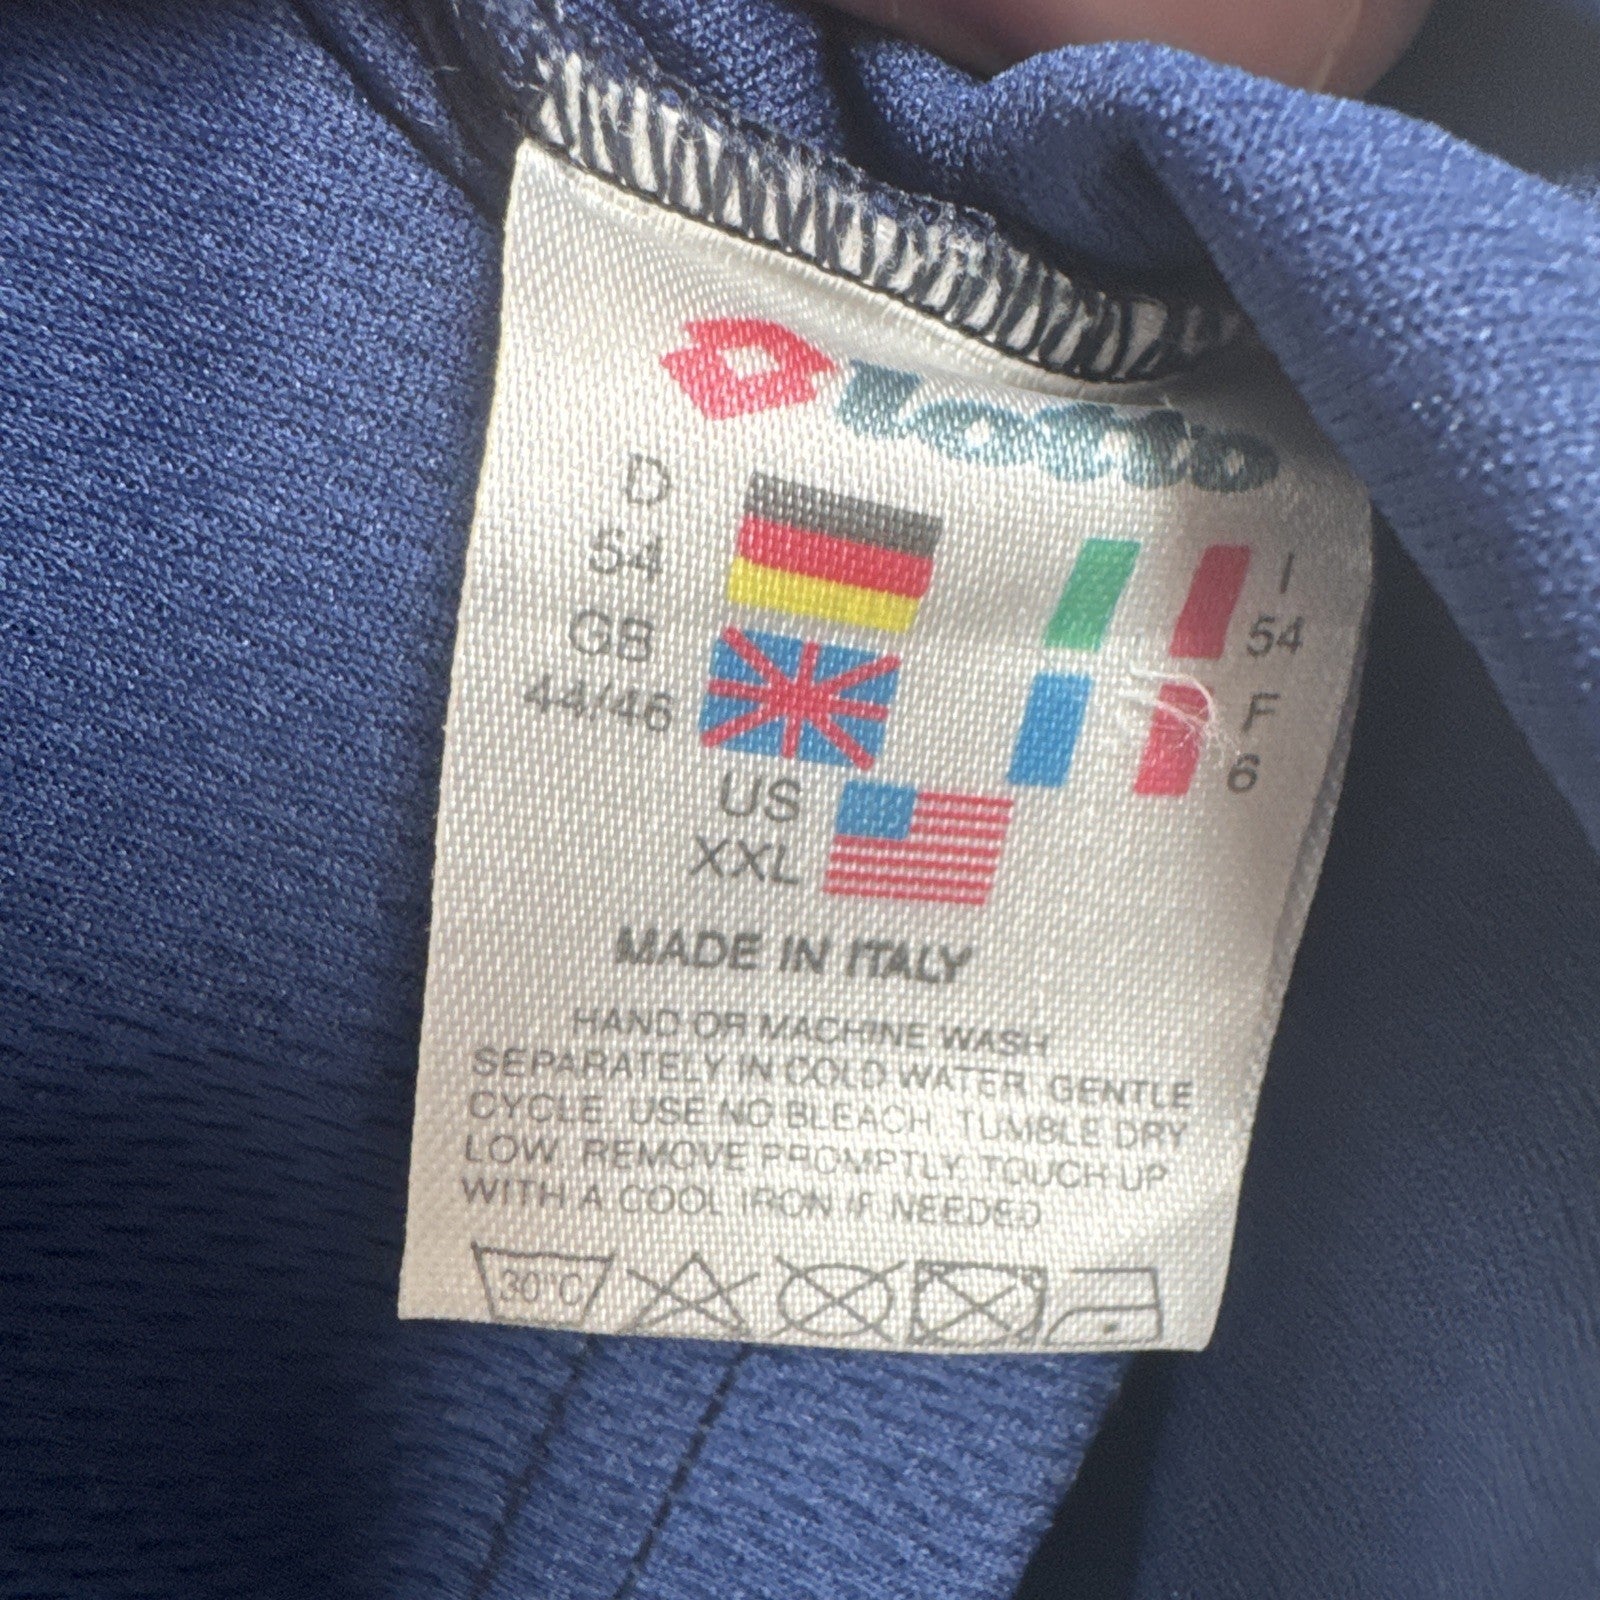 Lotto
D
54
GB
44/46
US
XXL
I
54
F
6
MADE IN ITALY
HAND OR MACHINE WASH
SEPARATELY IN COLD WATER, GENTLE
CYCLE. USE NO BLEACH. TUMBLE DRY
LOW. REMOVE PROMPTLY. TOUCH UP
WITH A COOL IRON IF NEEDED
30°C